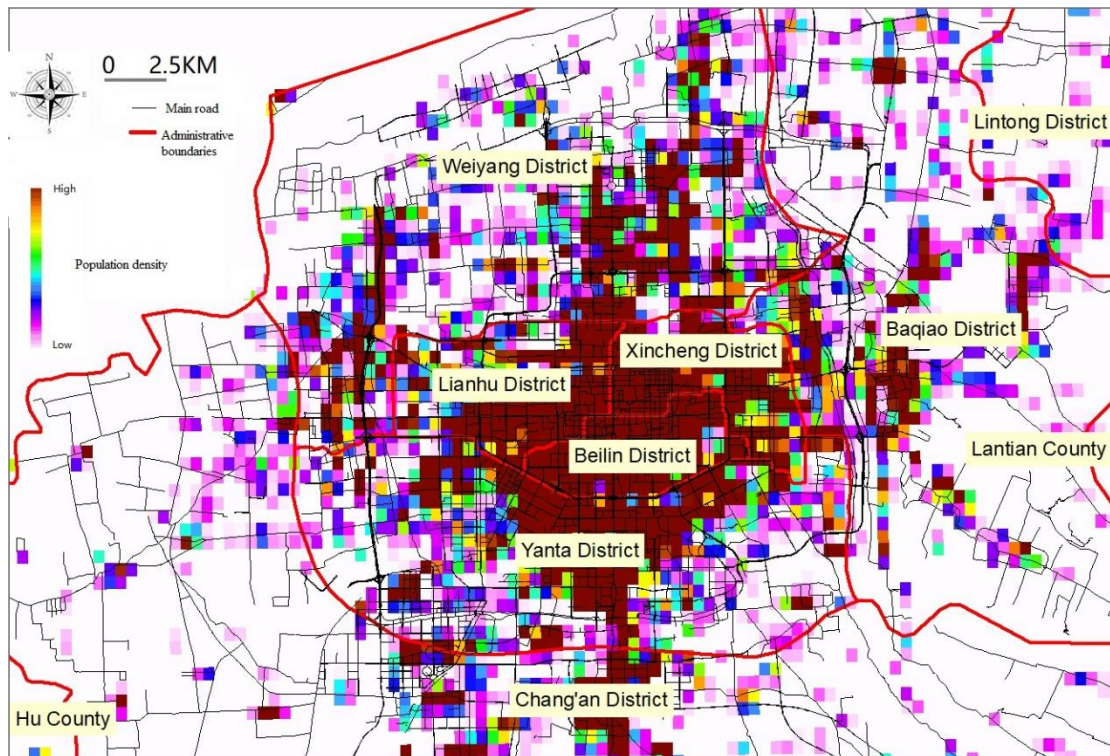 N
W E
S
0 2.5KM
Main road
Administrative
boundaries
High
Population density
Low
Lintong District
Weiyang District
Baqiao District
Xincheng District
Lianhu District
Beilin District
Lantian County
Yanta District
Chang'an District
Hu County